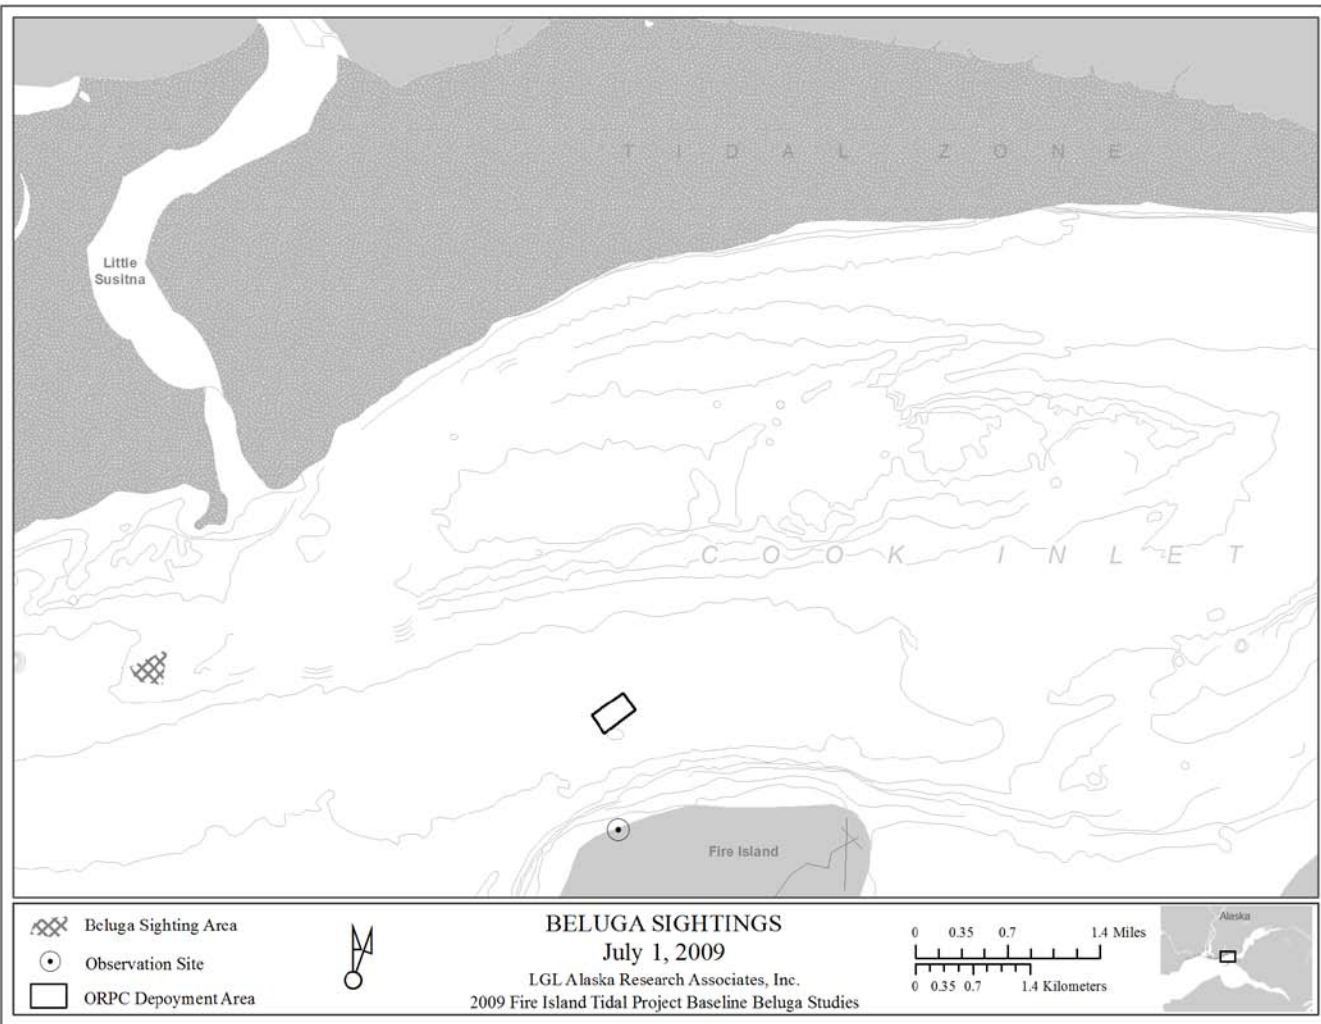 TIDAL ZONE
Little
Susitna
COOK INLET
Fire Island
Beluga Sighting Area
Observation Site
ORPC Depoyment Area
BELUGA SIGHTINGS
July 1, 2009
LGL Alaska Research Associates, Inc.
2009 Fire Island Tidal Project Baseline Beluga Studies
0 0.35 0.7 1.4 Miles
0 0.35 0.7 1.4 Kilometers
Alaska